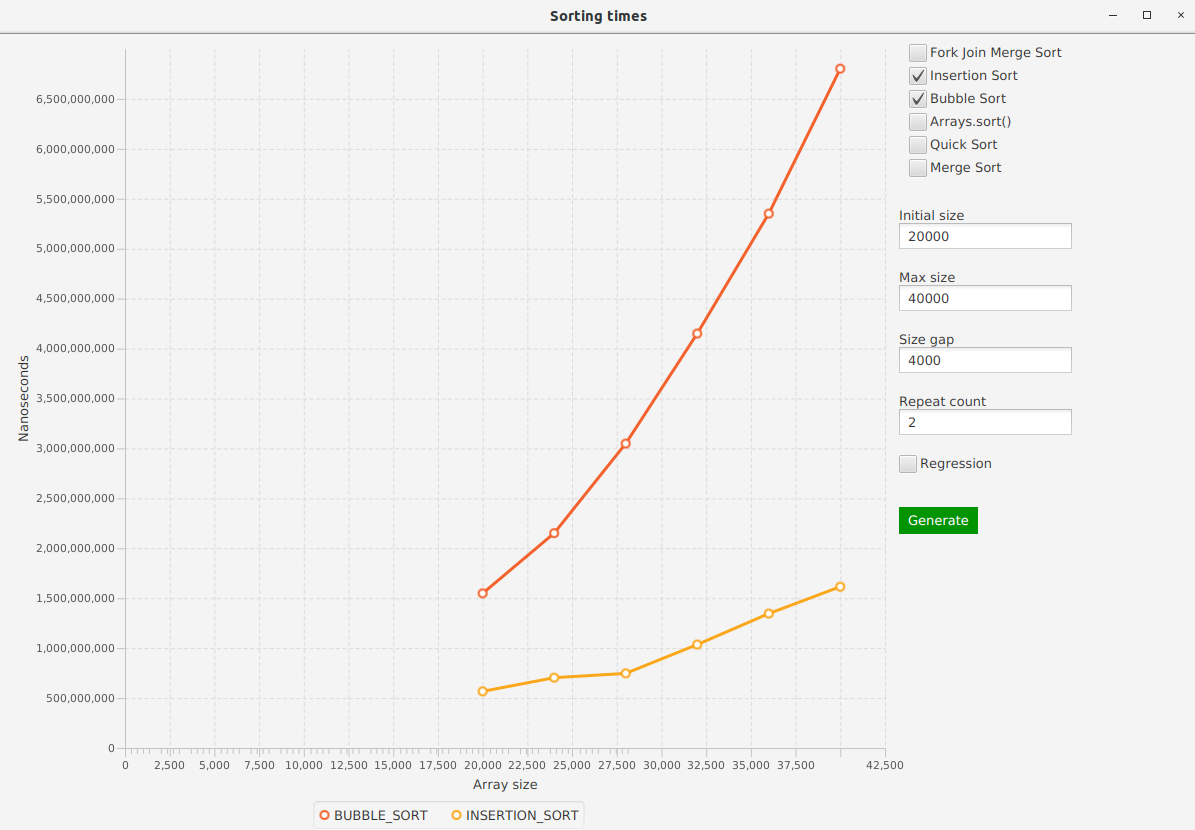 Sorting times
Fork Join Merge Sort
Insertion Sort
Bubble Sort
Arrays.sort()
Quick Sort
Merge Sort
Initial size
20000
Max size
40000
Size gap
4000
Repeat count
2
Regression
Generate
Nanoseconds
6,500,000,000
6,000,000,000
5,500,000,000
5,000,000,000
4,500,000,000
4,000,000,000
3,500,000,000
3,000,000,000
2,500,000,000
2,000,000,000
1,500,000,000
1,000,000,000
500,000,000
0
0 2,500 5,000 7,500 10,000 12,500 15,000 17,500 20,000 22,500 25,000 27,500 30,000 32,500 35,000 37,500 42,500
Array size
BUBBLE_SORT INSERTION_SORT